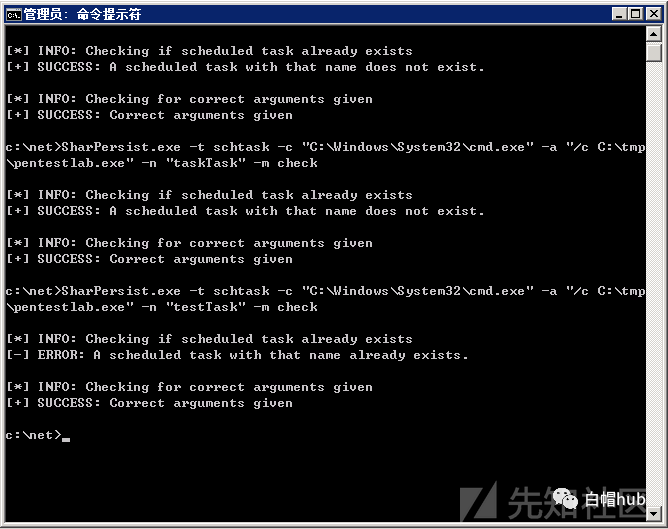 管理员: 命令提示符
[*] INFO: Checking if scheduled task already exists
[+] SUCCESS: A scheduled task with that name does not exist.
[*] INFO: Checking for correct arguments given
[+] SUCCESS: Correct arguments given
c:\net>SharPersist.exe -t schtask -c "C:\Windows\System32\cmd.exe" -a "/c C:\tmp
\pentestlab.exe" -n "taskTask" -m check
[*] INFO: Checking if scheduled task already exists
[+] SUCCESS: A scheduled task with that name does not exist.
[*] INFO: Checking for correct arguments given
[+] SUCCESS: Correct arguments given
c:\net>SharPersist.exe -t schtask -c "C:\Windows\System32\cmd.exe" -a "/c C:\tmp
\pentestlab.exe" -n "testTask" -m check
[*] INFO: Checking if scheduled task already exists
[-] ERROR: A scheduled task with that name already exists.
[*] INFO: Checking for correct arguments given
[+] SUCCESS: Correct arguments given
c:\net>_
先知社区
白帽hub